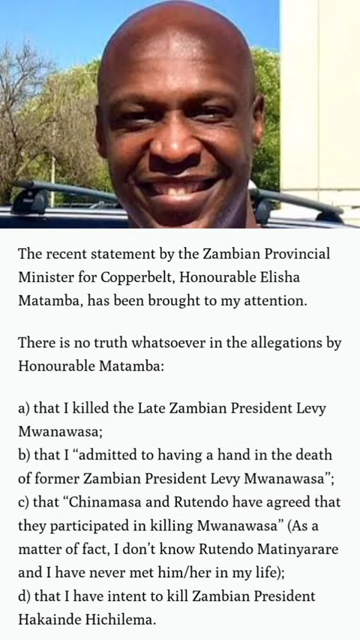 The recent statement by the Zambian Provincial
Minister for Copperbelt, Honourable Elisha
Matamba, has been brought to my attention.
There is no truth whatsoever in the allegations by
Honourable Matamba:
a) that I killed the Late Zambian President Levy
Mwanawasa;
b) that I “admitted to having a hand in the death
of former Zambian President Levy Mwanawasa”;
c) that “Chinamasa and Rutendo have agreed that
they participated in killing Mwanawasa” (As a
matter of fact, I don’t know Rutendo Matinyarare
and I have never met him/her in my life);
d) that I have intent to kill Zambian President
Hakainde Hichilema.